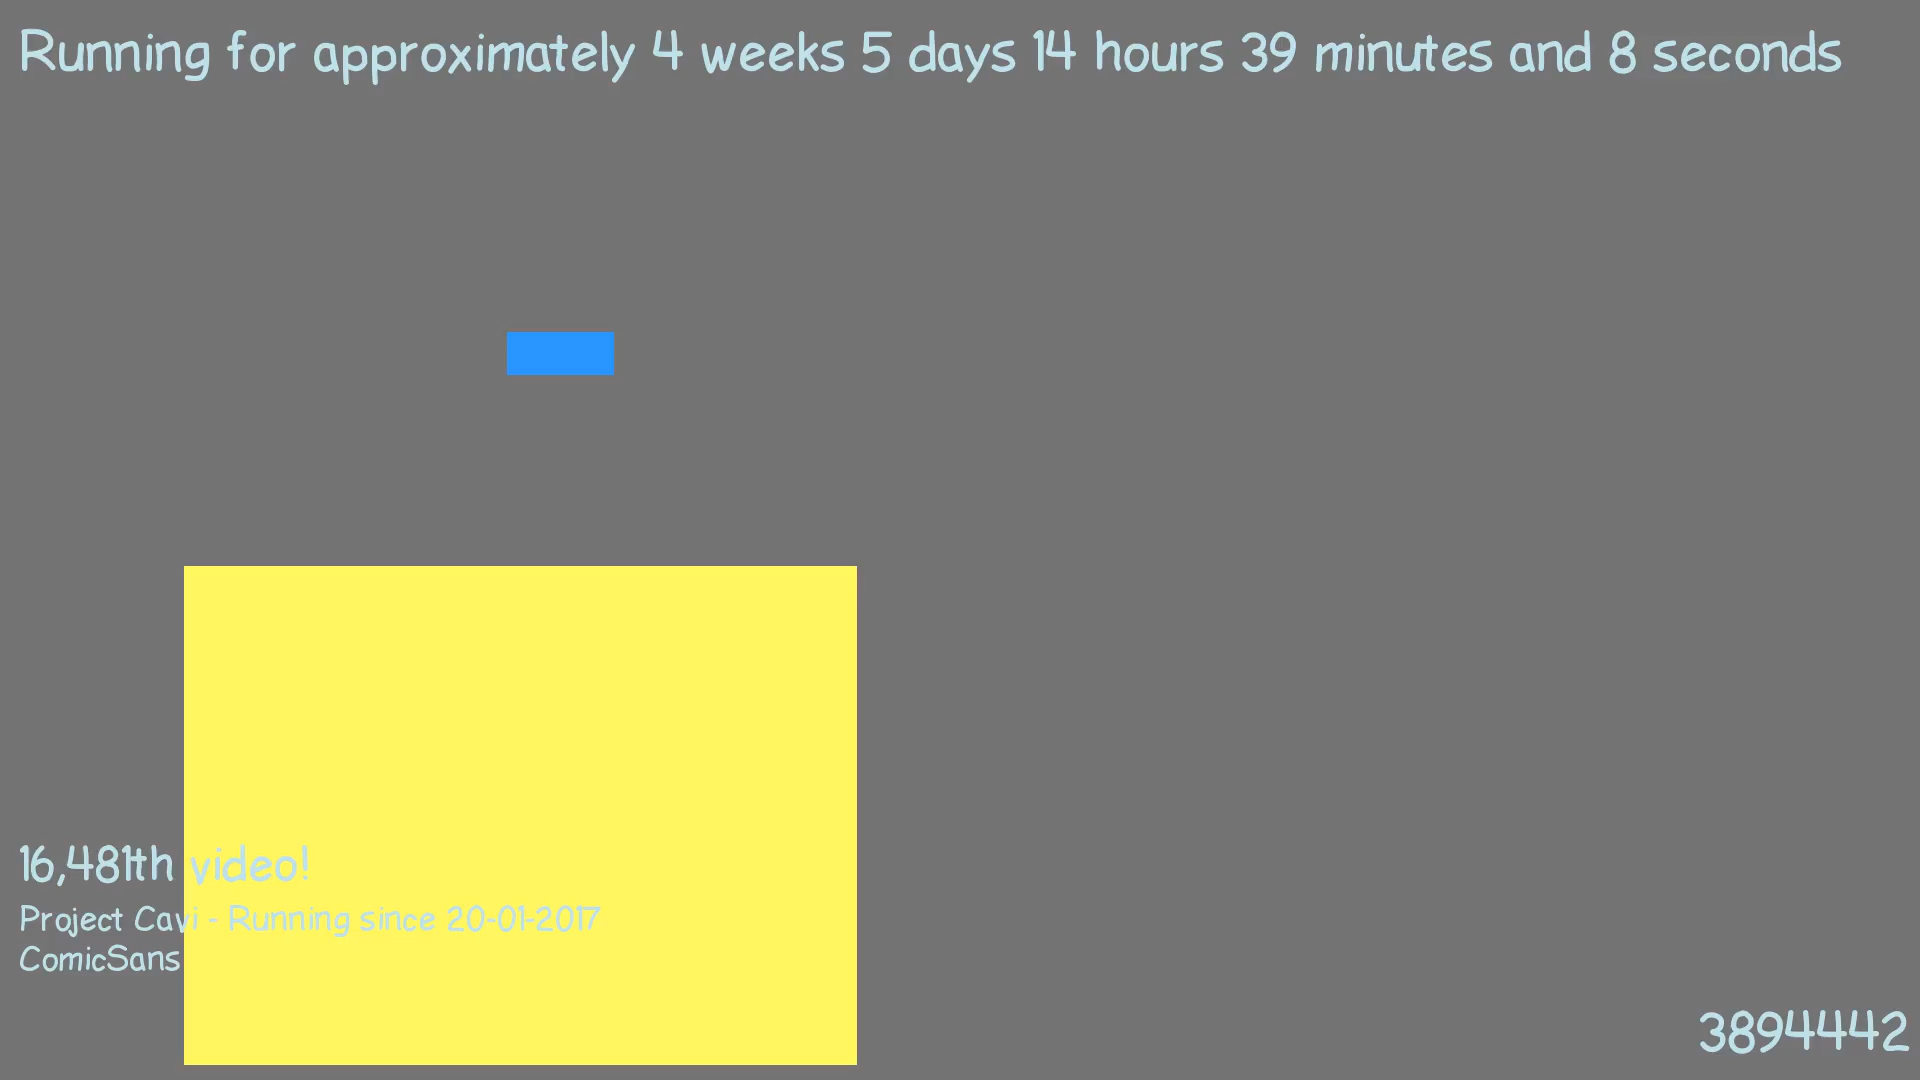 Running for approximately 4 weeks 5 days 14 hours 39 minutes and 8 seconds
16,481th video!
Project Cavi - Running since 20-01-2017
ComicSans
3894442